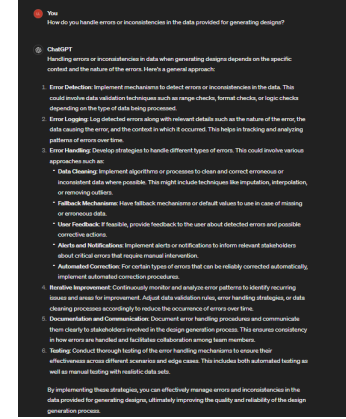 You
How do you handle errors or inconsistencies in the data provided for generating designs?
ChatGPT
Handling errors or inconsistencies in data when generating designs depends on the specific
context and the nature of the errors. Here's a general approach:
1. Error Detection: Implement mechanisms to detect errors or inconsistencies in the data. This
could involve data validation techniques such as range checks, format checks, or logic checks
depending on the type of data being processed.
2. Error Logging: Log detected errors along with relevant details such as the nature of the error, the
data causing the error, and the context in which it occurred. This helps in tracking and analyzing
patterns of errors over time.
3. Error Handling: Develop strategies to handle different types of errors. This could involve various
approaches such as:
• Data Cleaning: Implement algorithms or processes to clean and correct erroneous or
inconsistent data where possible. This might include techniques like imputation, interpolation,
or removing outliers.
• Fallback Mechanisms: Have fallback mechanisms or default values to use in case of missing
or erroneous data.
• User Feedback: If feasible, provide feedback to the user about detected errors and possible
corrective actions.
• Alerts and Notifications: Implement alerts or notifications to inform relevant stakeholders
about critical errors that require manual intervention.
• Automated Correction: For certain types of errors that can be reliably corrected automatically,
implement automated correction procedures.
4. Iterative Improvement: Continuously monitor and analyze error patterns to identify recurring
issues and areas for improvement. Adjust data validation rules, error handling strategies, or data
cleaning processes accordingly to reduce the occurrence of errors over time.
5. Documentation and Communication: Document error handling procedures and communicate
them clearly to stakeholders involved in the design generation process. This ensures consistency
in how errors are handled and facilitates collaboration among team members.
6. Testing: Conduct thorough testing of the error handling mechanisms to ensure their
effectiveness across different scenarios and edge cases. This includes both automated testing as
well as manual testing with realistic data sets.
By implementing these strategies, you can effectively manage errors and inconsistencies in the
data provided for generating designs, ultimately improving the quality and reliability of the design
generation process.